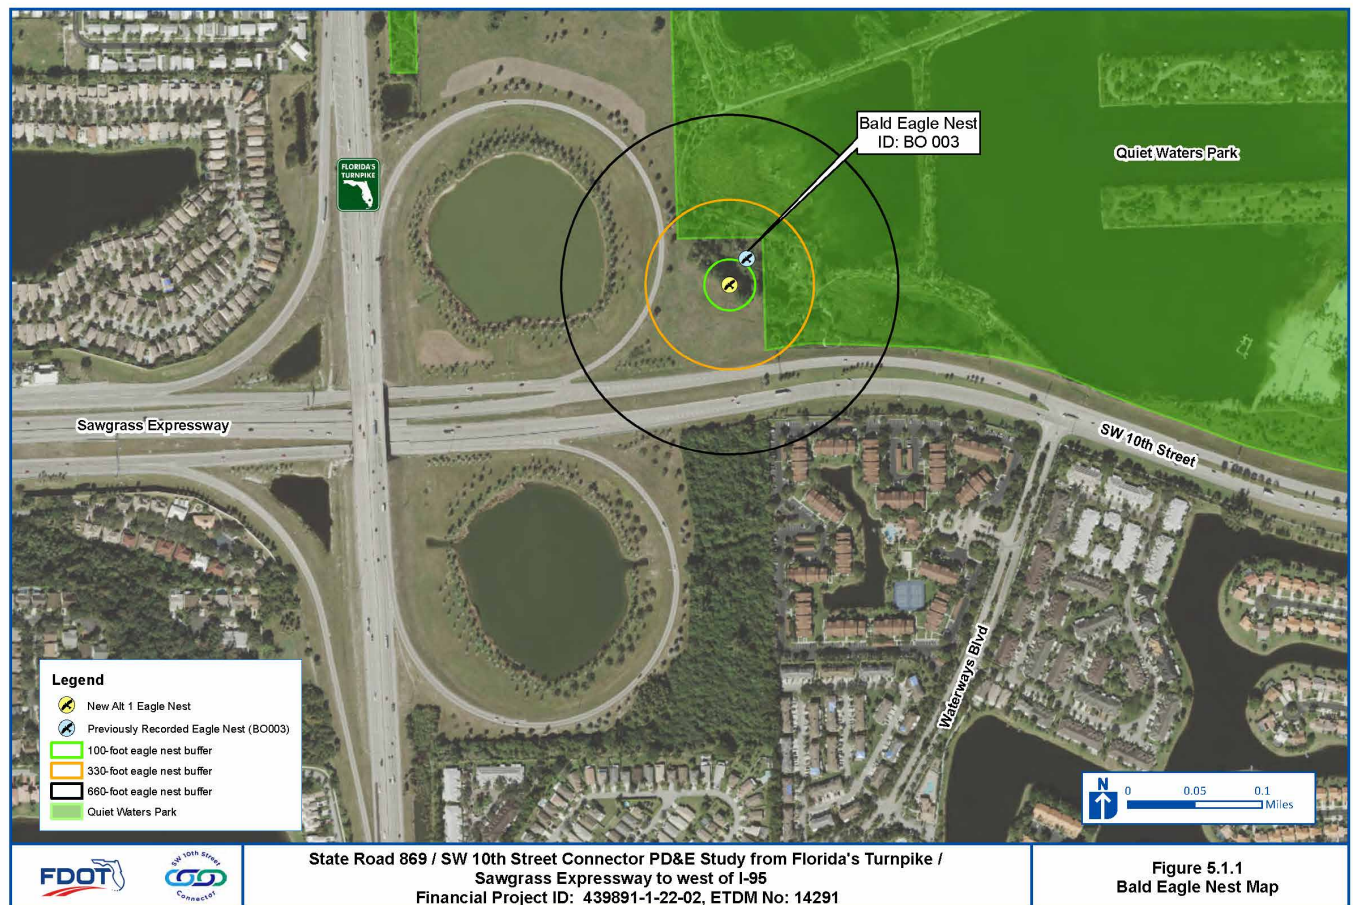 Bald Eagle Nest
ID: BO 003
Quiet Waters Park
FLORIDA'S
TURNPIKE
Sawgrass Expressway
SW 10th Street
Waterways Blvd
Legend
New Alt 1 Eagle Nest
Previously Recorded Eagle Nest (BO003)
100-foot eagle nest buffer
330-foot eagle nest buffer
660-foot eagle nest buffer
Quiet Waters Park
N
0 0.05 0.1
Miles
FDOT
SW 10th Street
Connector
State Road 869 / SW 10th Street Connector PD&E Study from Florida's Turnpike /
Sawgrass Expressway to west of I-95
Financial Project ID: 439891-1-22-02, ETDM No: 14291
Figure 5.1.1
Bald Eagle Nest Map